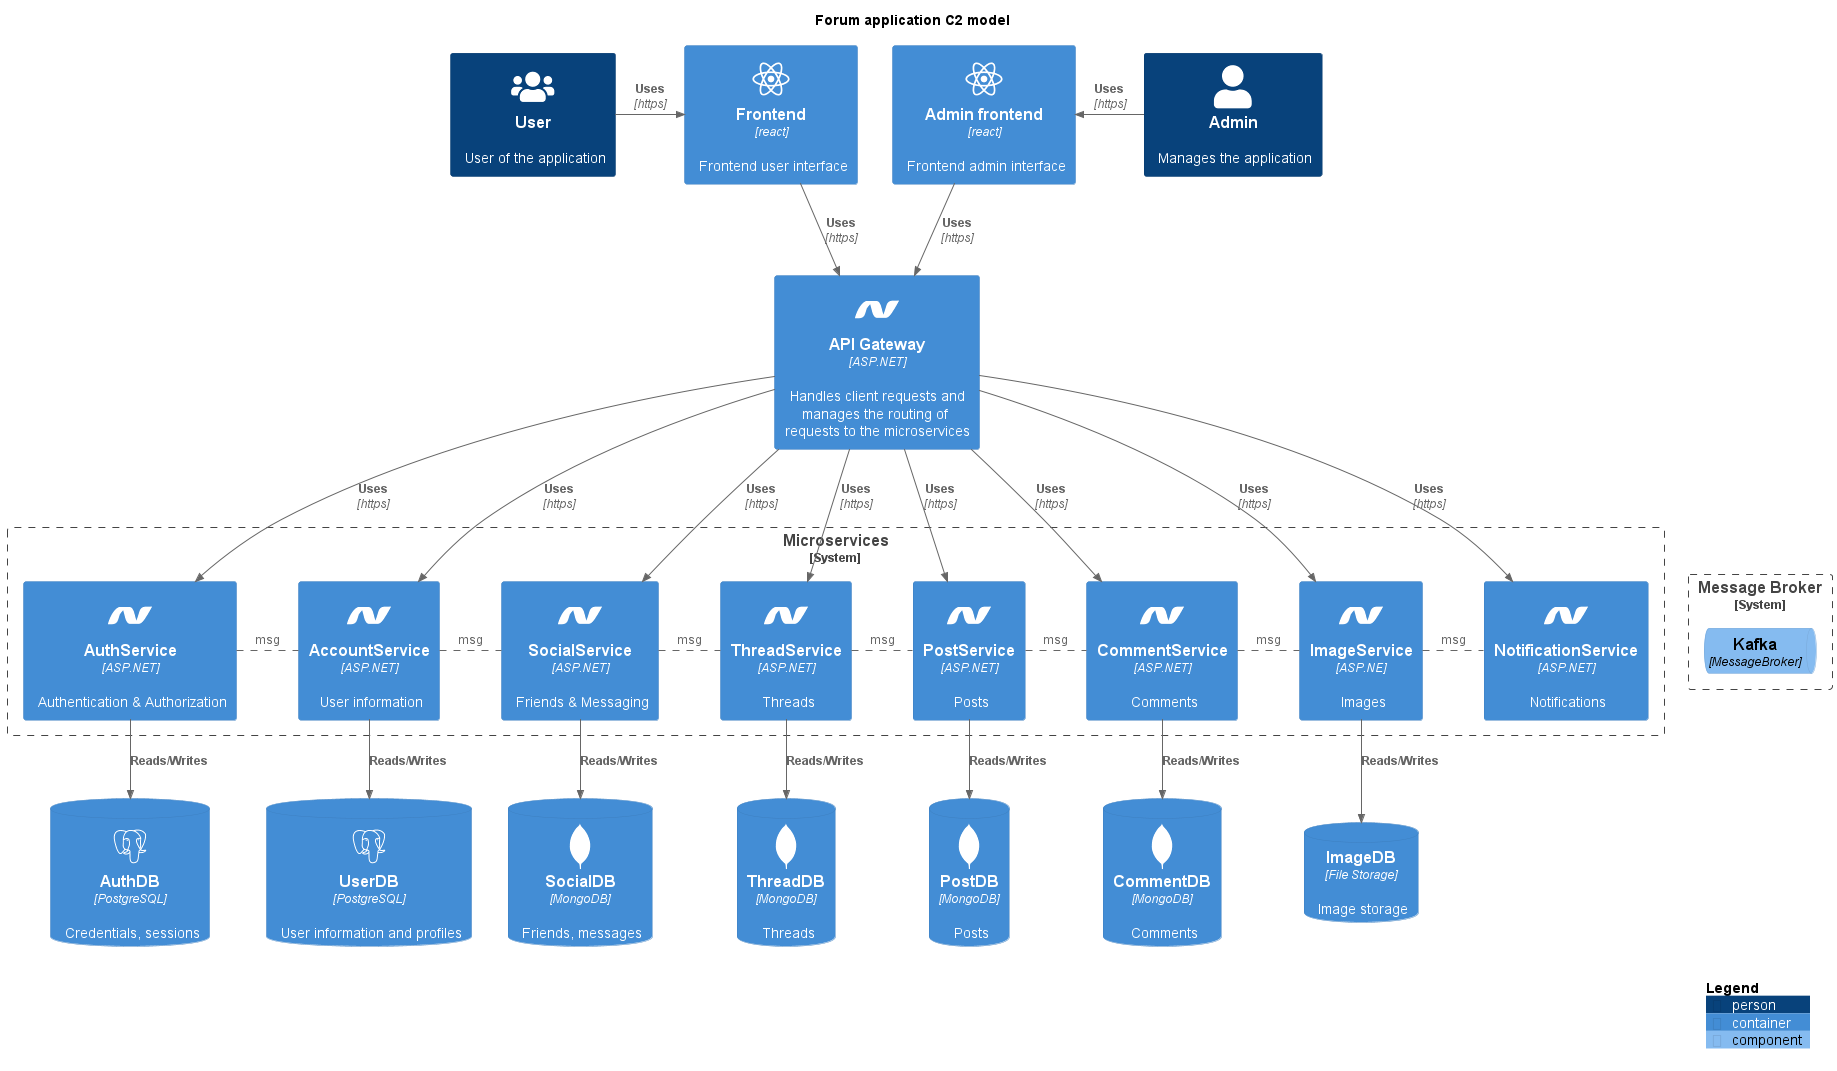 Forum application C2 model
User
User of the application
Uses
[https]
Frontend
[react]
Frontend user interface
Admin frontend
[react]
Frontend admin interface
Uses
[https]
Admin
Manages the application
Uses
[https]
Uses
[https]
API Gateway
[ASP.NET]
Handles client requests and
manages the routing of
requests to the microservices
Uses
[https]
Uses
[https]
Uses
[https]
Uses
[https]
Uses
[https]
Uses
[https]
Uses
[https]
Uses
[https]
Microservices
[System]
AuthService
[ASP.NET]
Authentication & Authorization
msg
AccountService
[ASP.NET]
User information
msg
SocialService
[ASP.NET]
Friends & Messaging
msg
ThreadService
[ASP.NET]
Threads
msg
PostService
[ASP.NET]
Posts
msg
CommentService
[ASP.NET]
Comments
msg
ImageService
[ASP.NE]
Images
msg
NotificationService
[ASP.NET]
Notifications
Message Broker
[System]
Kafka
[MessageBroker]
Reads/Writes
Reads/Writes
Reads/Writes
Reads/Writes
Reads/Writes
Reads/Writes
Reads/Writes
AuthDB
[PostgreSQL]
Credentials, sessions
UserDB
[PostgreSQL]
User information and profiles
SocialDB
[MongoDB]
Friends, messages
ThreadDB
[MongoDB]
Threads
PostDB
[MongoDB]
Posts
CommentDB
[MongoDB]
Comments
ImageDB
[File Storage]
Image storage
Legend
person
container
component